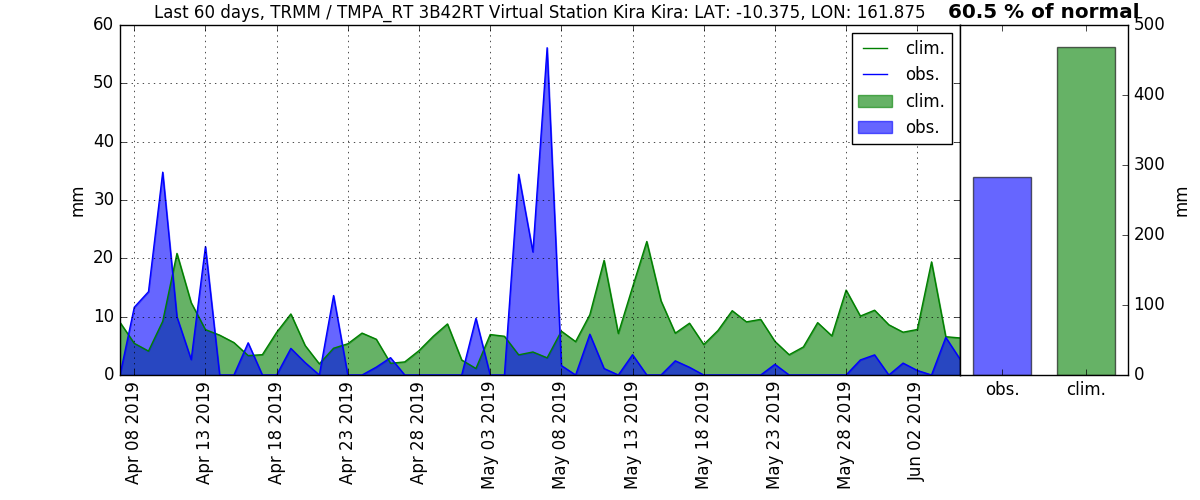 Last 60 days, TRMM / TMPA_RT 3B42RT Virtual Station Kira Kira: LAT: -10.375, LON: 161.875
60.5 % of normal
60
50
40
30
20
10
0
mm
clim.
obs.
clim.
obs.
500
400
300
200
100
0
mm
obs.
clim.
Apr 08 2019
Apr 13 2019
Apr 18 2019
Apr 23 2019
Apr 28 2019
May 03 2019
May 08 2019
May 13 2019
May 18 2019
May 23 2019
May 28 2019
Jun 02 2019